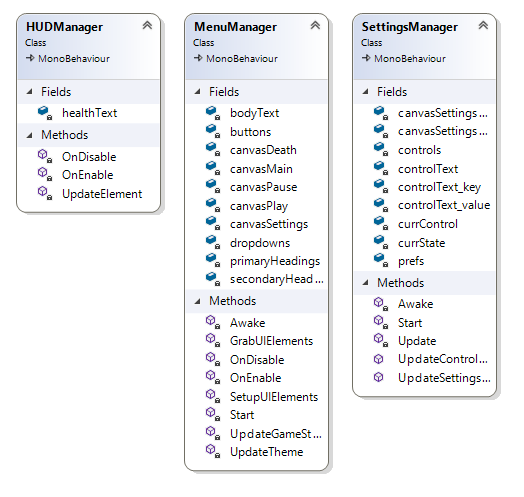 HUDManager
Class
MonoBehaviour
Fields
healthText
Methods
OnDisable
OnEnable
UpdateElement
MenuManager
Class
MonoBehaviour
Fields
bodyText
buttons
canvasDeath
canvasMain
canvasPause
canvasPlay
canvasSettings
dropdowns
primaryHeadings
secondaryHead...
Methods
Awake
GrabUIElements
OnDisable
OnEnable
SetupUIElements
Start
UpdateGameSt...
UpdateTheme
SettingsManager
Class
MonoBehaviour
Fields
canvasSettings...
canvasSettings...
controls
controlText
controlText_key
controlText_value
currControl
currState
prefs
Methods
Awake
Start
Update
UpdateControl...
UpdateSettings...